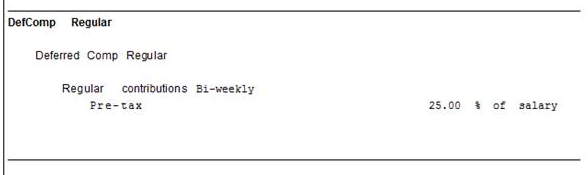 DefComp Regular
Deferred Comp Regular
Regular contributions Bi-weekly
Pre-tax 25.00 % of salary